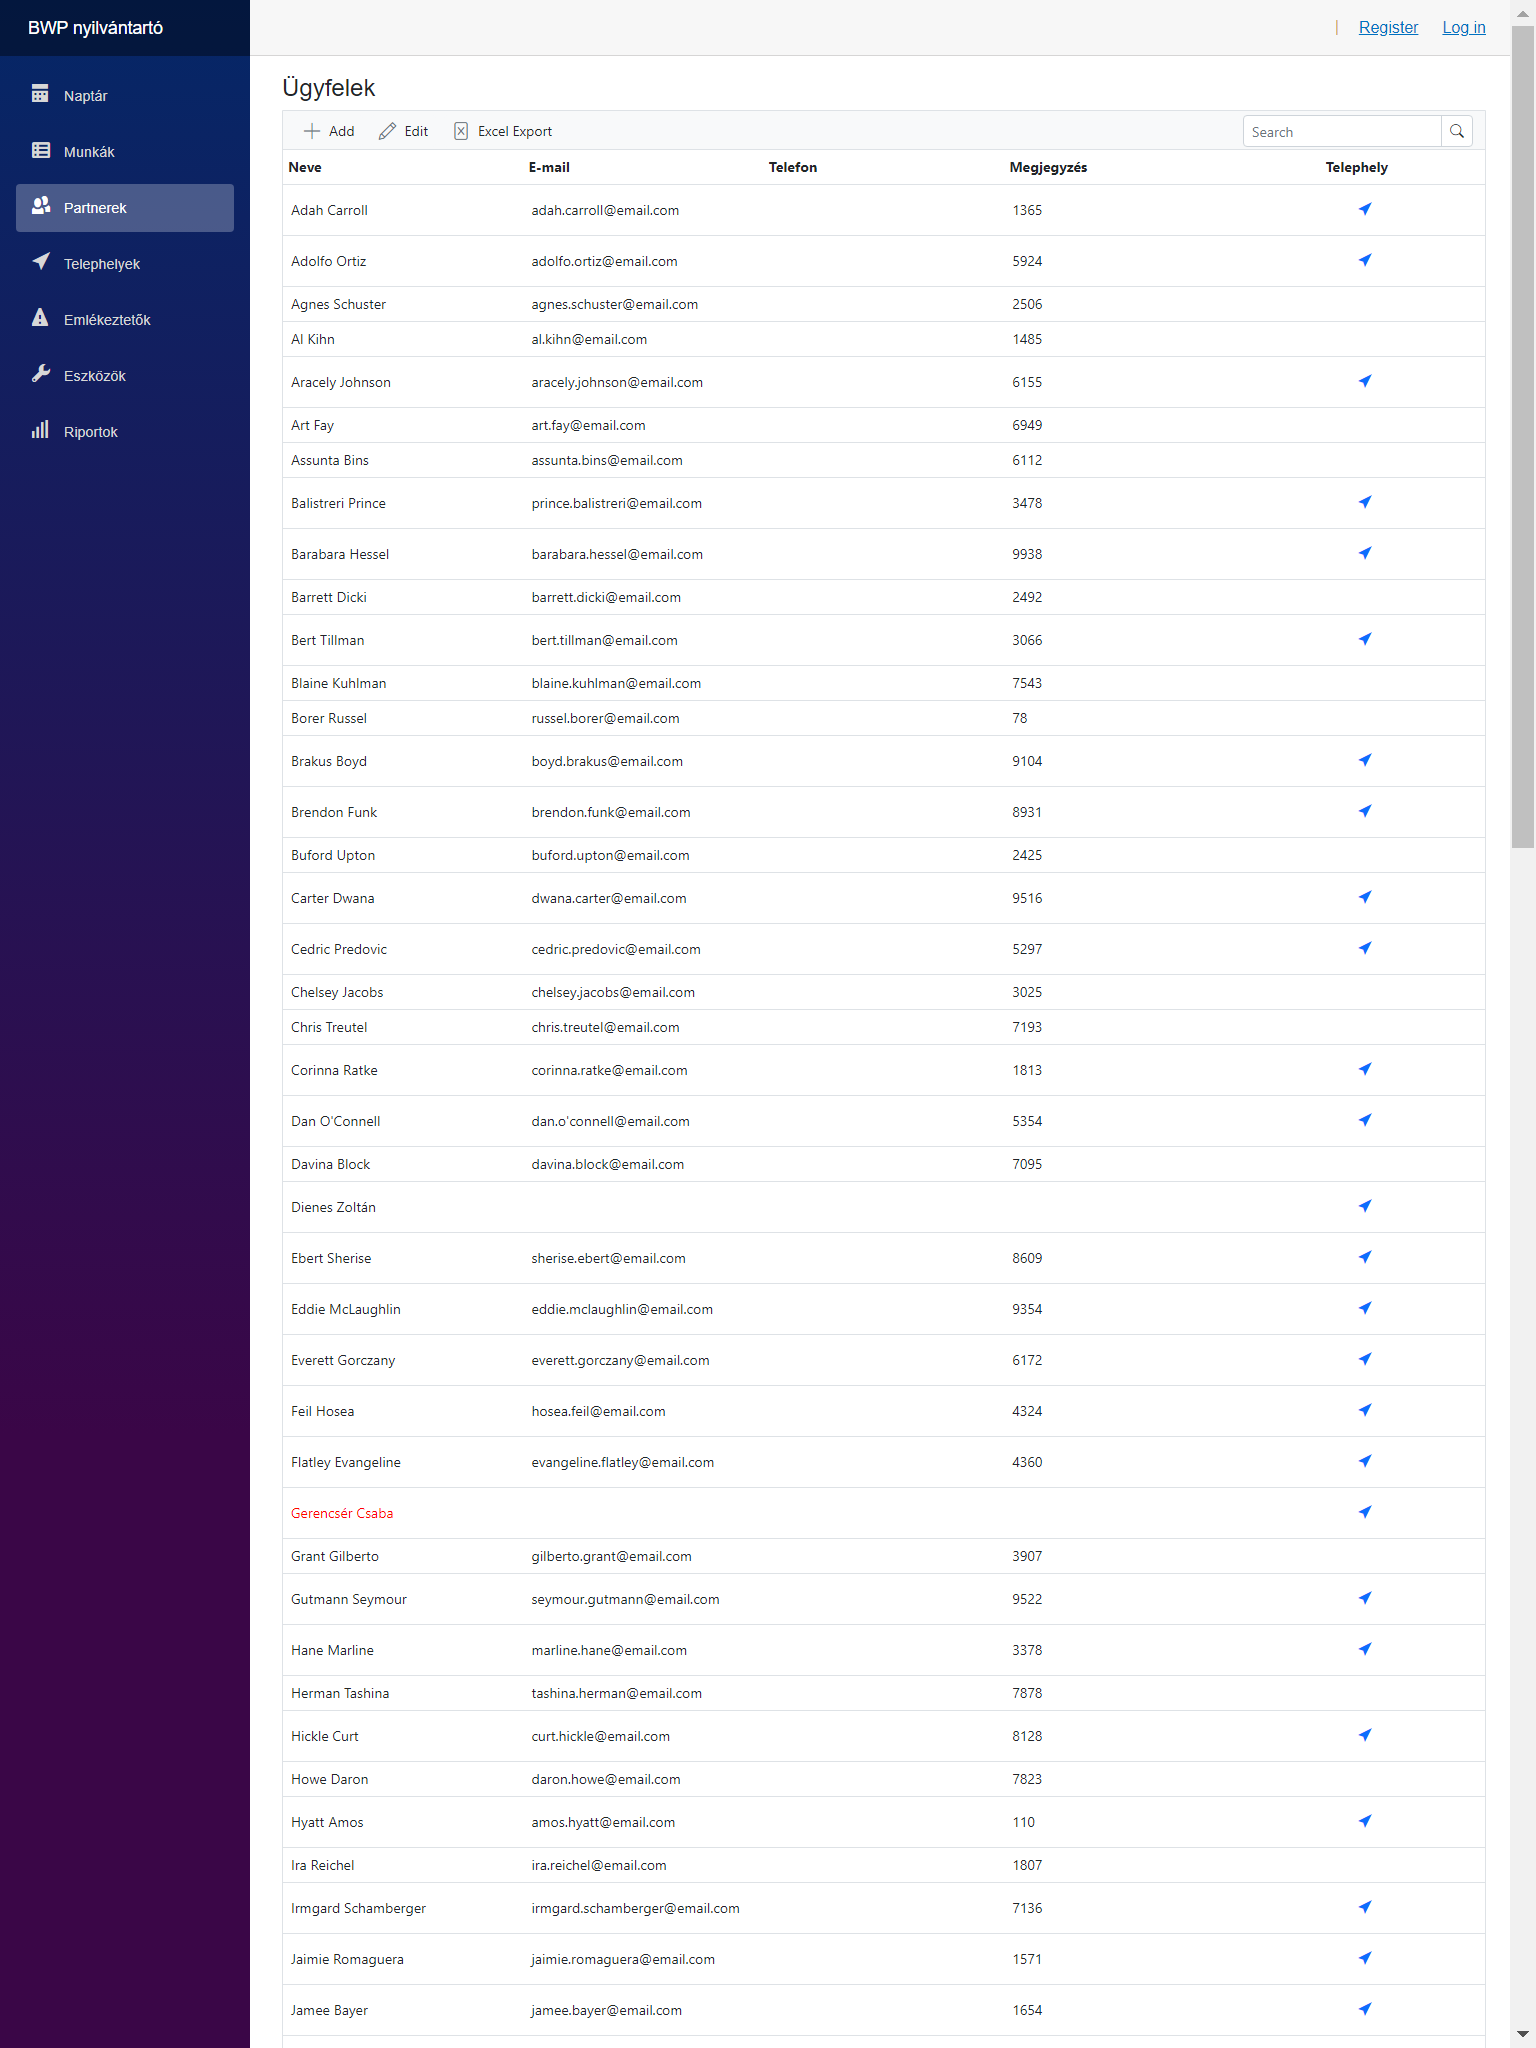 BWP nyilvántartó
Register Log in
Naptár
Munkák
Partnerek
Telephelyek
Emlékeztetők
Eszközök
Riportok
Ügyfelek
Add Edit Excel Export Search
Neve E-mail Telefon Megjegyzés Telephely
Adah Carroll adah.carroll@email.com 1365
Adolfo Ortiz adolfo.ortiz@email.com 5924
Agnes Schuster agnes.schuster@email.com 2506
Al Kihn al.kihn@email.com 1485
Aracely Johnson aracely.johnson@email.com 6155
Art Fay art.fay@email.com 6949
Assunta Bins assunta.bins@email.com 6112
Balistreri Prince prince.balistreri@email.com 3478
Barabara Hessel barabara.hessel@email.com 9938
Barrett Dicki barrett.dicki@email.com 2492
Bert Tillman bert.tillman@email.com 3066
Blaine Kuhlman blaine.kuhlman@email.com 7543
Borer Russel russel.borer@email.com 78
Brakus Boyd boyd.brakus@email.com 9104
Brendon Funk brendon.funk@email.com 8931
Buford Upton buford.upton@email.com 2425
Carter Dwana dwana.carter@email.com 9516
Cedric Predovic cedric.predovic@email.com 5297
Chelsey Jacobs chelsey.jacobs@email.com 3025
Chris Treutel chris.treutel@email.com 7193
Corinna Ratke corinna.ratke@email.com 1813
Dan O'Connell dan.o'connell@email.com 5354
Davina Block davina.block@email.com 7095
Dienes Zoltán
Ebert Sherise sherise.ebert@email.com 8609
Eddie McLaughlin eddie.mclaughlin@email.com 9354
Everett Gorczany everett.gorczany@email.com 6172
Feil Hosea hosea.feil@email.com 4324
Flatley Evangeline evangeline.flatley@email.com 4360
Gerencsér Csaba
Grant Gilberto gilberto.grant@email.com 3907
Gutmann Seymour seymour.gutmann@email.com 9522
Hane Marline marline.hane@email.com 3378
Herman Tashina tashina.herman@email.com 7878
Hickle Curt curt.hickle@email.com 8128
Howe Daron daron.howe@email.com 7823
Hyatt Amos amos.hyatt@email.com 110
Ira Reichel ira.reichel@email.com 1807
Irmgard Schamberger irmgard.schamberger@email.com 7136
Jaimie Romaguera jaimie.romaguera@email.com 1571
Jamee Bayer jamee.bayer@email.com 1654